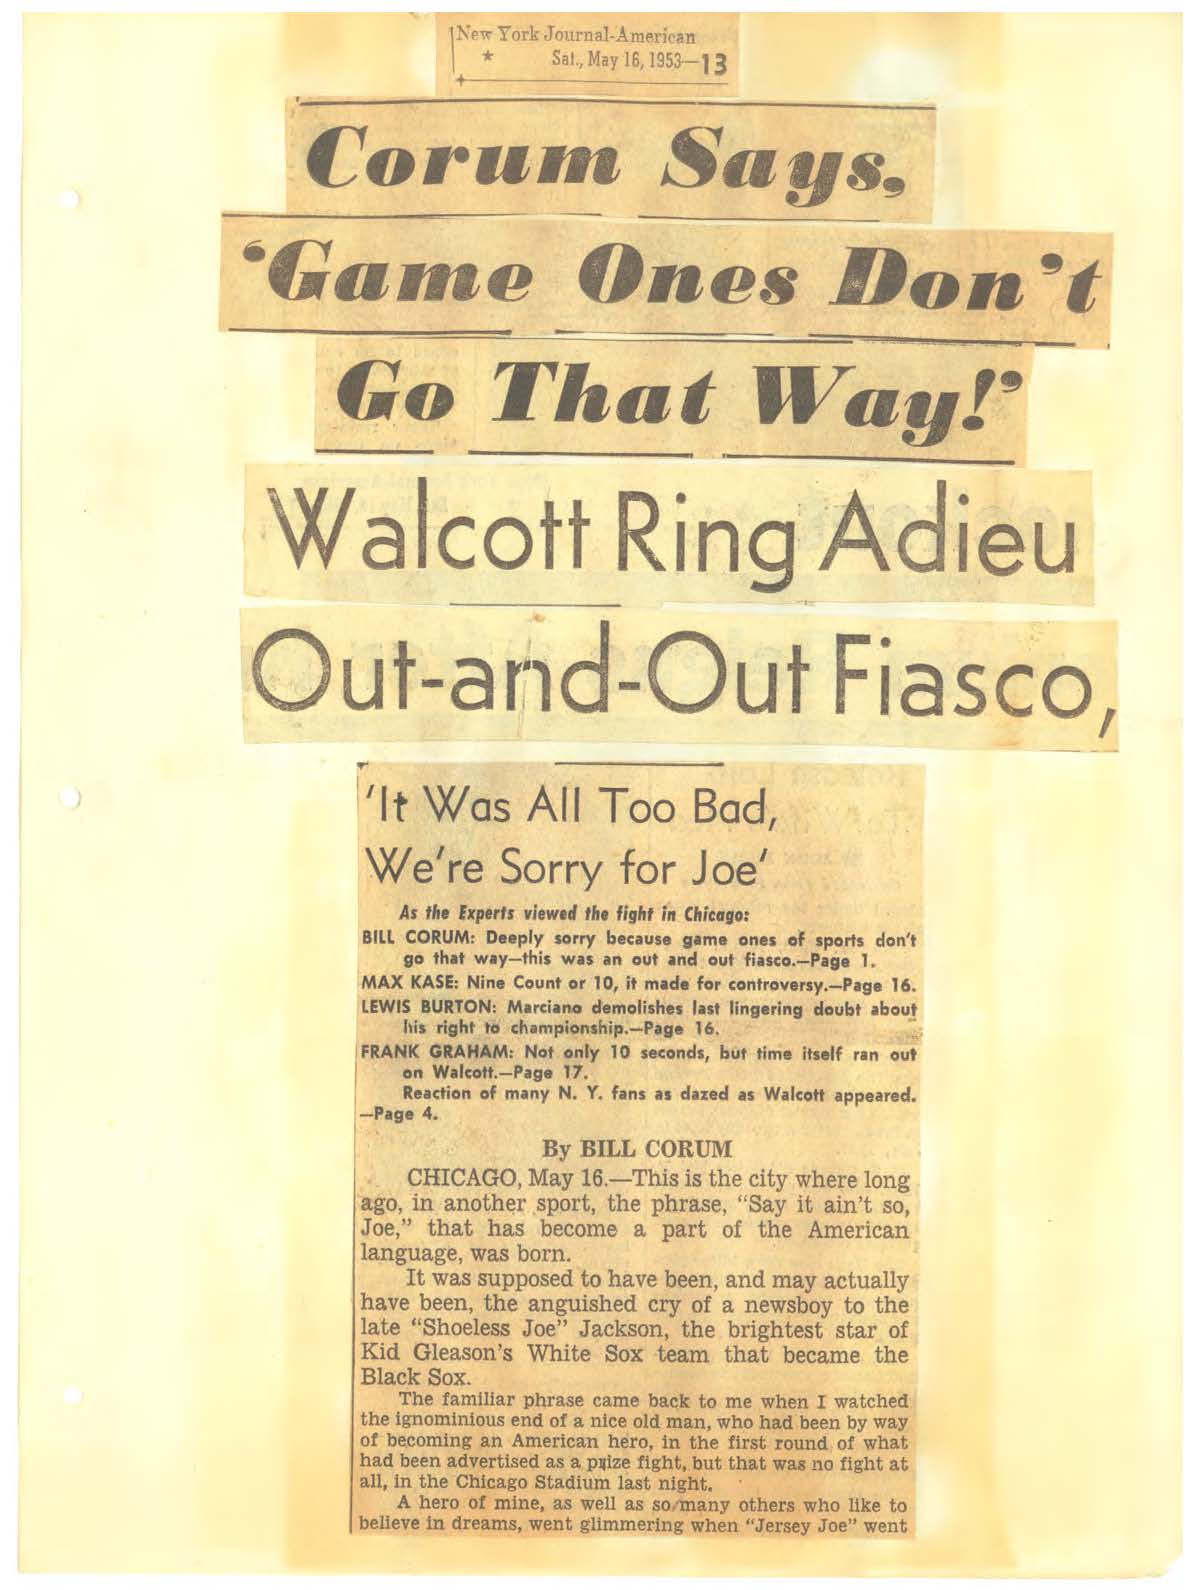 New York Journal-American
★ Sat., May 16, 1953—13
Corum Says,
'Game Ones Don't
Go That Way!'
Walcott Ring Adieu
Out-and-Out Fiasco,
'It Was All Too Bad,
We're Sorry for Joe'
As the Experts viewed the fight in Chicago:
BILL CORUM: Deeply sorry because game ones of sports don't
go that way—this was an out and out fiasco.—Page 1.
MAX KASE: Nine Count or 10, it made for controversy.—Page 16.
LEWIS BURTON: Marciano demolishes last lingering doubt about
his right to championship.—Page 16.
FRANK GRAHAM: Not only 10 seconds, but time itself ran out
on Walcott.—Page 17.
Reaction of many N. Y. fans as dazed as Walcott appeared.
—Page 4.
By BILL CORUM
CHICAGO, May 16.—This is the city where long
ago, in another sport, the phrase, "Say it ain't so,
Joe," that has become a part of the American
language, was born.
It was supposed to have been, and may actually
have been, the anguished cry of a newsboy to the
late "Shoeless Joe" Jackson, the brightest star of
Kid Gleason's White Sox team that became the
Black Sox.
The familiar phrase came back to me when I watched
the ignominious end of a nice old man, who had been by way
of becoming an American hero, in the first round of what
had been advertised as a prize fight, but that was no fight at
all, in the Chicago Stadium last night.
A hero of mine, as well as so many others who like to
believe in dreams, went glimmering when "Jersey Joe" went